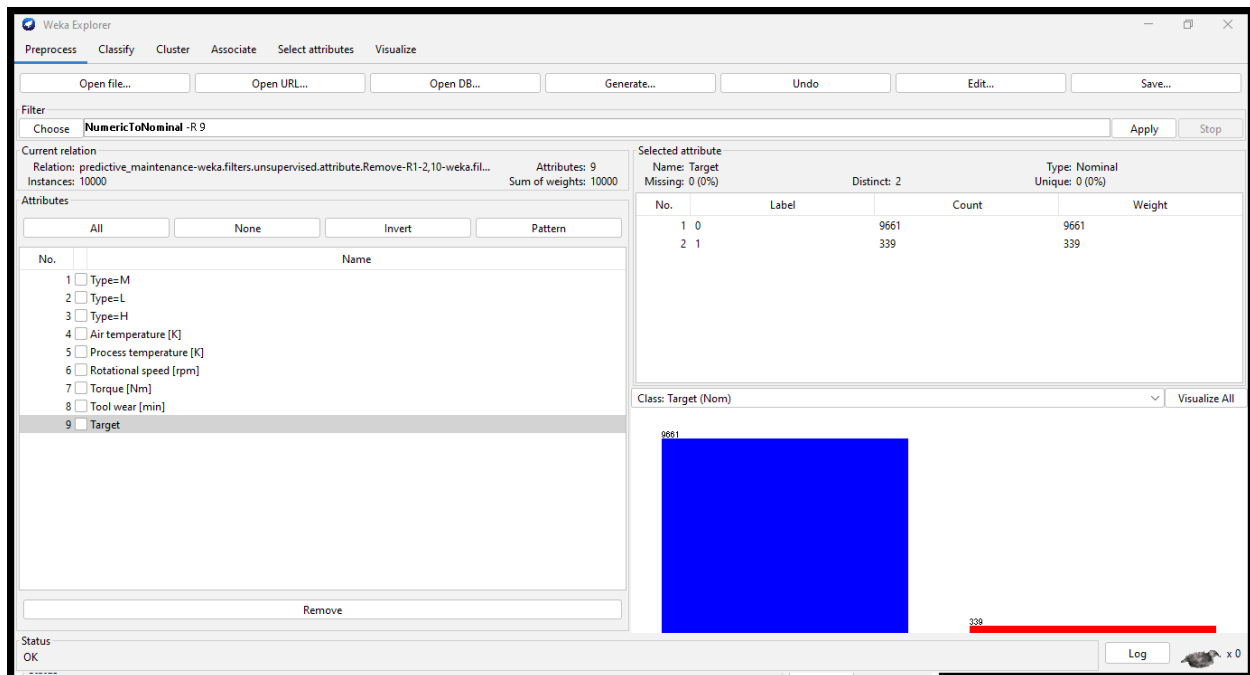 Weka Explorer
Preprocess Classify Cluster Associate Select attributes Visualize
Open file... Open URL... Open DB... Generate... Undo Edit... Save...
Filter
Choose NumericToNominal -R 9 Apply Stop
Current relation
Relation: predictive_maintenance-weka.filters.unsupervised.attribute.Remove-R1-2,10-weka.fil... Attributes: 9
Instances: 10000 Sum of weights: 10000
Attributes
All None Invert Pattern
No. Name
1 Type=M
2 Type=L
3 Type=H
4 Air temperature [K]
5 Process temperature [K]
6 Rotational speed [rpm]
7 Torque [Nm]
8 Tool wear [min]
9 Target
Remove
Selected attribute
Name: Target Type: Nominal
Missing: 0 (0%) Distinct: 2 Unique: 0 (0%)
No. Label Count Weight
1 0 9661 9661
2 1 339 339
Class: Target (Nom) Visualize All
9661
339
Status
OK Log x 0